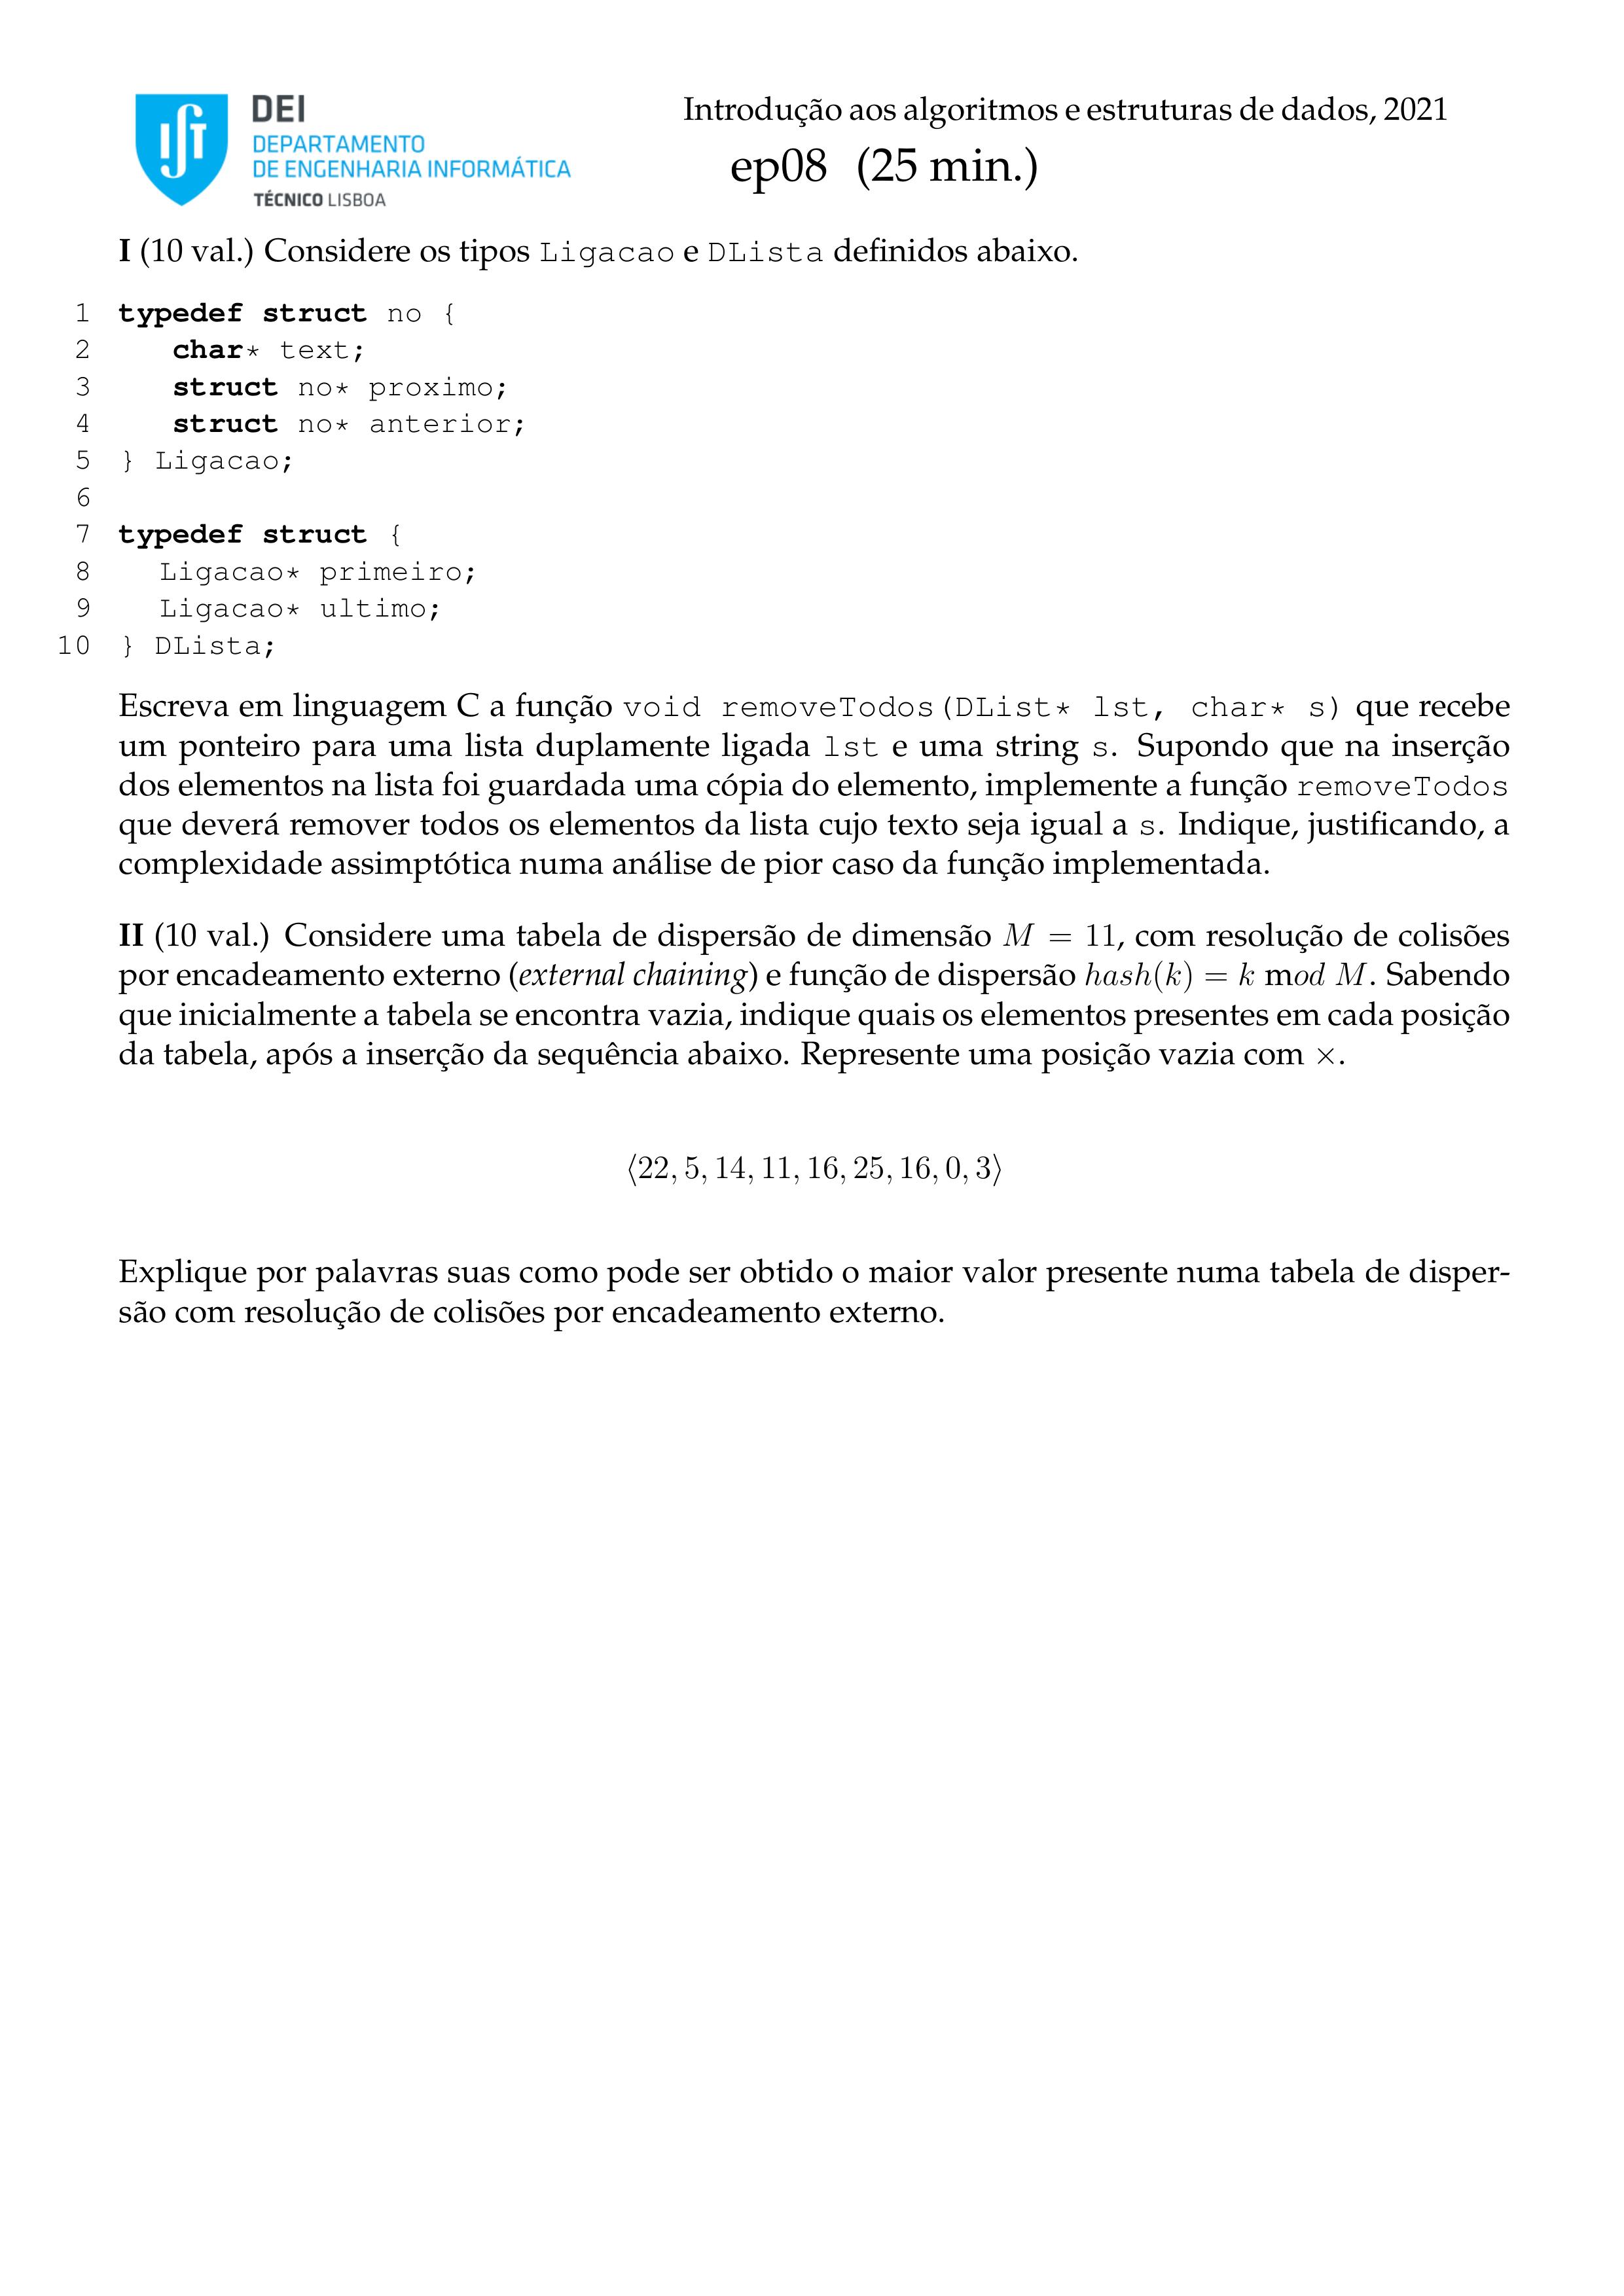 DEI
DEPARTAMENTO
DE ENGENHARIA INFORMÁTICA
TÉCNICO LISBOA
Introdução aos algoritmos e estruturas de dados, 2021
ep08 (25 min.)
I (10 val.) Considere os tipos Ligacao e DLista definidos abaixo.
1 typedef struct no {
2 char* text;
3 struct no* proximo;
4 struct no* anterior;
5 } Ligacao;
6
7 typedef struct {
8 Ligacao* primeiro;
9 Ligacao* ultimo;
10 } DLista;
Escreva em linguagem C a função void removeTodos(DList* lst, char* s) que recebe
um ponteiro para uma lista duplamente ligada lst e uma string s. Supondo que na inserção
dos elementos na lista foi guardada uma cópia do elemento, implemente a função removeTodos
que deverá remover todos os elementos da lista cujo texto seja igual a s. Indique, justificando, a
complexidade assimptótica numa análise de pior caso da função implementada.
II (10 val.) Considere uma tabela de dispersão de dimensão M = 11, com resolução de colisões
por encadeamento externo (external chaining) e função de dispersão hash(k) = k mod M. Sabendo
que inicialmente a tabela se encontra vazia, indique quais os elementos presentes em cada posição
da tabela, após a inserção da sequência abaixo. Represente uma posição vazia com ×.
⟨22, 5, 14, 11, 16, 25, 16, 0, 3⟩
Explique por palavras suas como pode ser obtido o maior valor presente numa tabela de disper-
são com resolução de colisões por encadeamento externo.